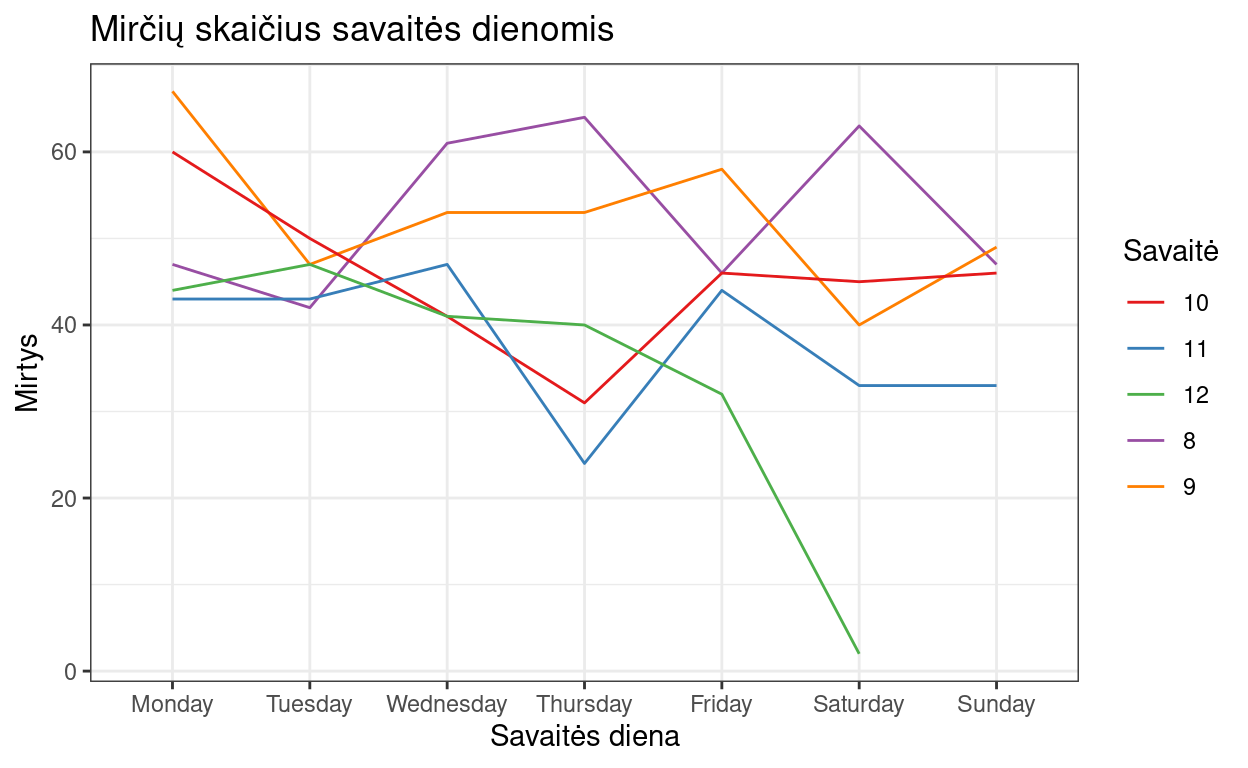 Mirčių skaičius savaitės dienomis
Mirtys
60
40
20
0
Monday Tuesday Wednesday Thursday Friday Saturday Sunday
Savaitės diena
Savaitė
10
11
12
8
9